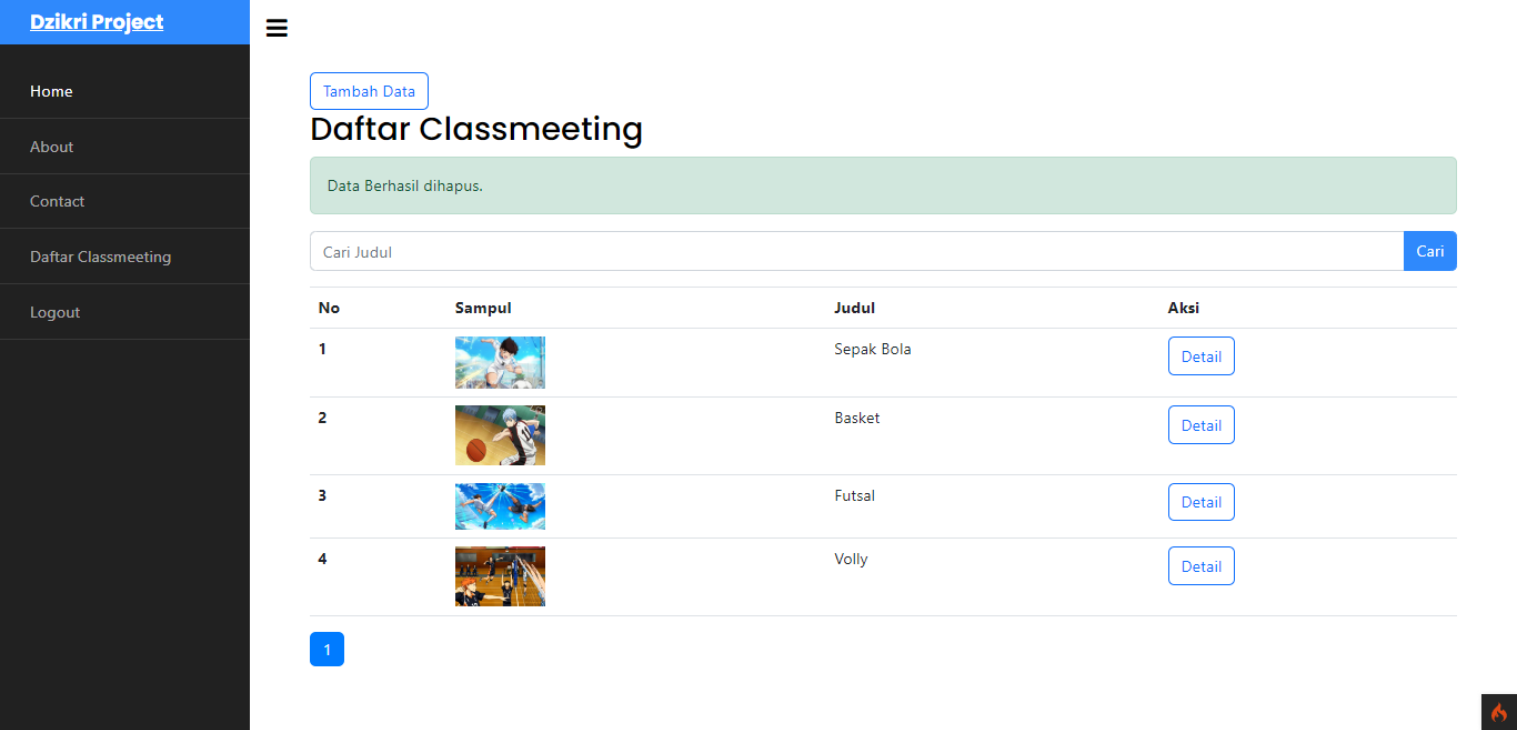 Dzikri Project
Home
About
Contact
Daftar Classmeeting
Logout
Tambah Data
Daftar Classmeeting
Data Berhasil dihapus.
Cari Judul Cari
No Sampul Judul Aksi
1 Sepak Bola Detail
2 Basket Detail
3 Futsal Detail
4 Volly Detail
1